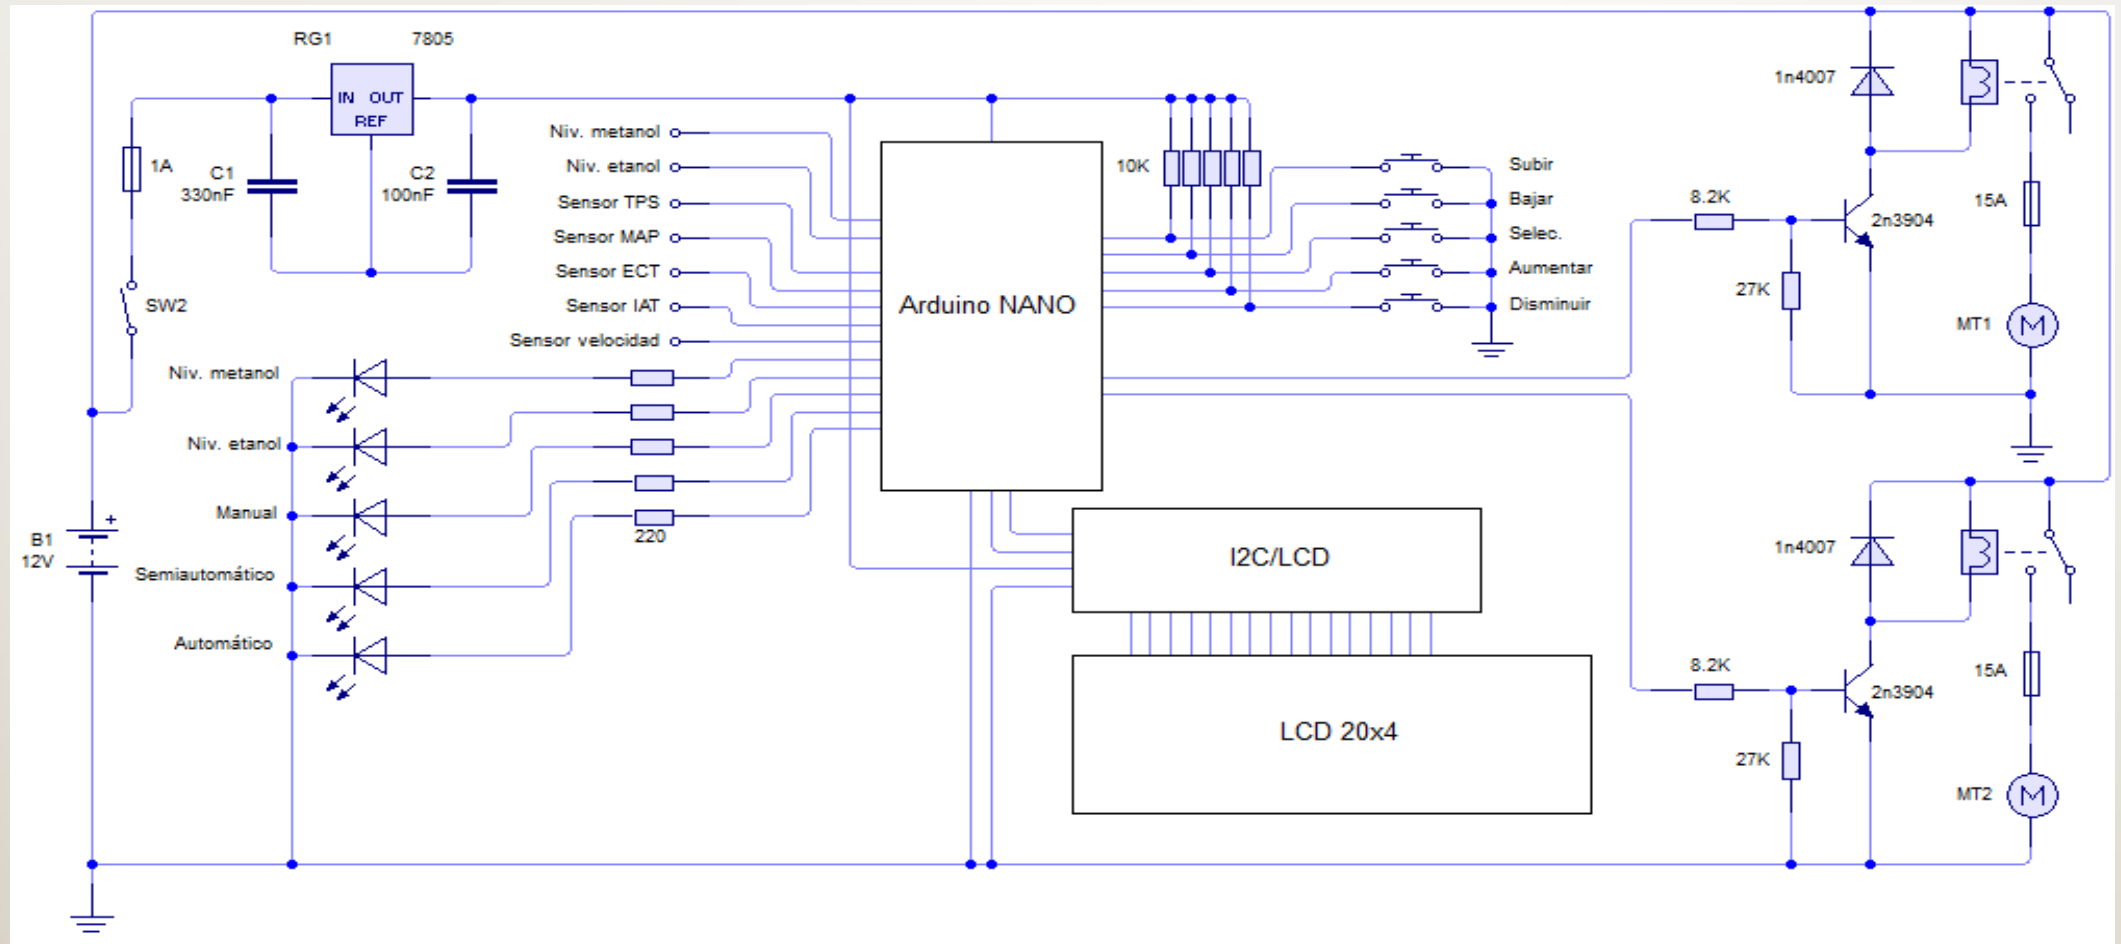 RG1 7805
IN OUT
REF
1A
C1
330nF
C2
100nF
SW2
B1
12V
+
Niv. metanol
Niv. etanol
Sensor TPS
Sensor MAP
Sensor ECT
Sensor IAT
Sensor velocidad
Niv. metanol
Niv. etanol
Manual
Semiautomático
Automático
220
Arduino NANO
10K
Subir
Bajar
Selec.
Aumentar
Disminuir
I2C/LCD
LCD 20x4
1n4007
8.2K
2n3904
15A
27K
MT1
M
1n4007
8.2K
2n3904
15A
27K
MT2
M